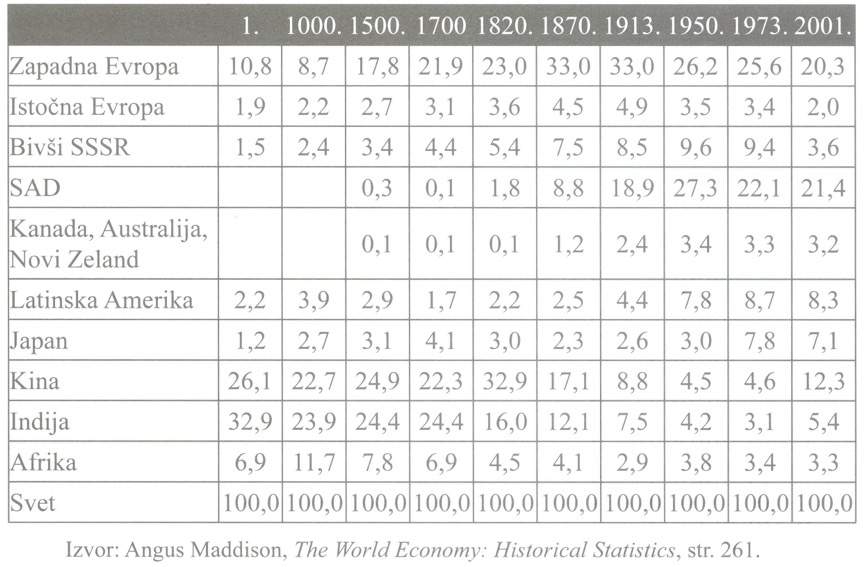 1. 1000. 1500. 1700 1820. 1870. 1913. 1950. 1973. 2001.
Zapadna Evropa 10,8 8,7 17,8 21,9 23,0 33,0 33,0 26,2 25,6 20,3
Istočna Evropa 1,9 2,2 2,7 3,1 3,6 4,5 4,9 3,5 3,4 2,0
Bivši SSSR 1,5 2,4 3,4 4,4 5,4 7,5 8,5 9,6 9,4 3,6
SAD 0,3 0,1 1,8 8,8 18,9 27,3 22,1 21,4
Kanada, Australija,
Novi Zeland 0,1 0,1 0,1 1,2 2,4 3,4 3,3 3,2
Latinska Amerika 2,2 3,9 2,9 1,7 2,2 2,5 4,4 7,8 8,7 8,3
Japan 1,2 2,7 3,1 4,1 3,0 2,3 2,6 3,0 7,8 7,1
Kina 26,1 22,7 24,9 22,3 32,9 17,1 8,8 4,5 4,6 12,3
Indija 32,9 23,9 24,4 24,4 16,0 12,1 7,5 4,2 3,1 5,4
Afrika 6,9 11,7 7,8 6,9 4,5 4,1 2,9 3,8 3,4 3,3
Svet 100,0 100,0 100,0 100,0 100,0 100,0 100,0 100,0 100,0 100,0
Izvor: Angus Maddison, The World Economy: Historical Statistics, str. 261.